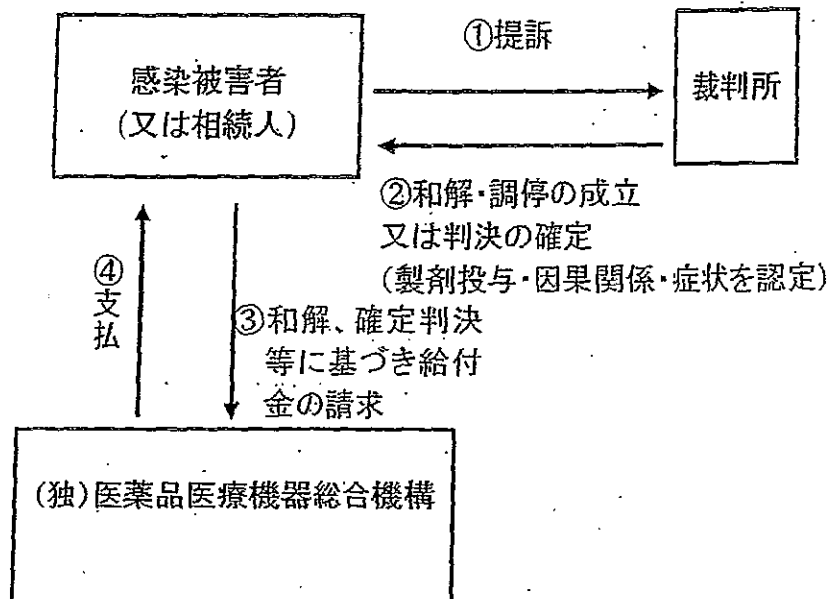 ①提訴
感染被害者
(又は相続人)
裁判所
②和解・調停の成立
又は判決の確定
(製剤投与・因果関係・症状を認定)
④支払
③和解、確定判決
等に基づき給付
金の請求
(独)医薬品医療機器総合機構